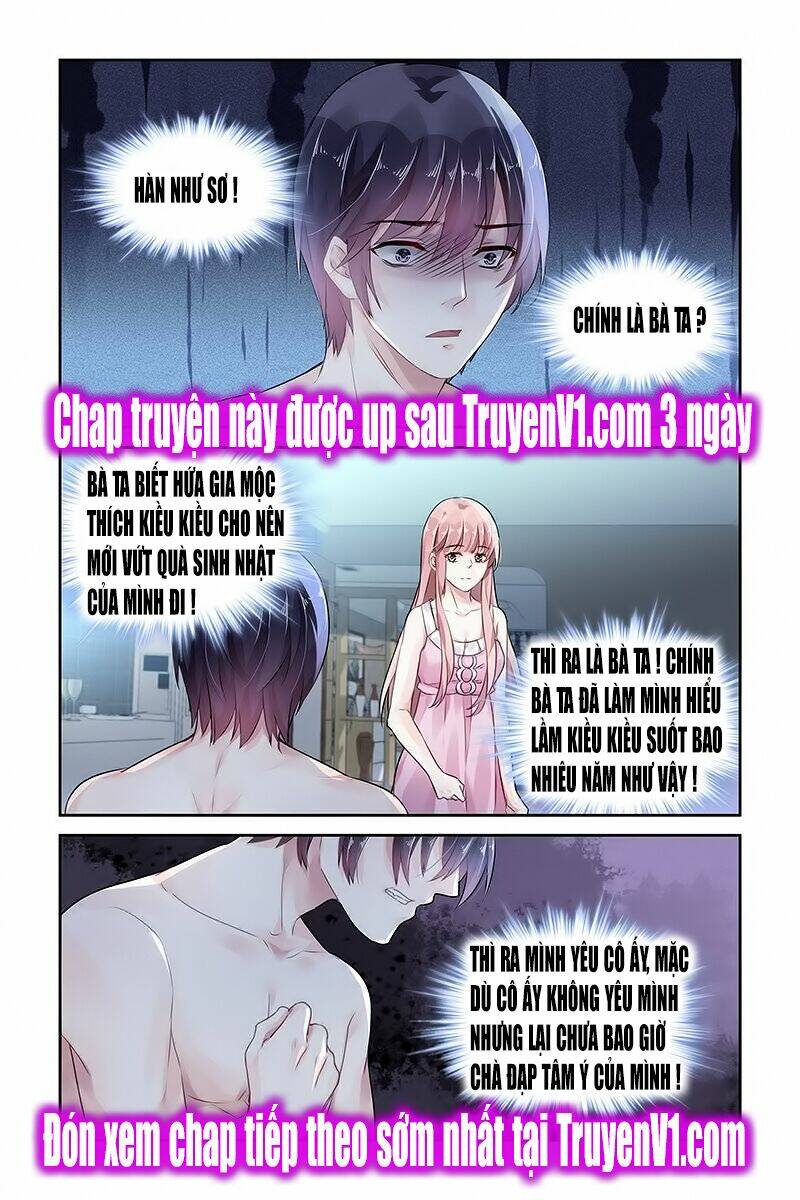 HÀN NHƯ SƠ !
CHÍNH LÀ BÀ TA ?
Chap truyện này được up sau TruyenV1.com 3 ngày
BÀ TA BIẾT HỨA GIA MỘC
THÍCH KIỀU KIỀU CHO NÊN
MỚI VỨT QUÀ SINH NHẬT
CỦA MÌNH ĐI !
THÌ RA LÀ BÀ TA ! CHÍNH
BÀ TA ĐÃ LÀM MÌNH HIỂU
LẦM KIỀU KIỀU SUỐT BAO
NHIÊU NĂM NHƯ VẬY !
THÌ RA MÌNH YÊU CÔ ẤY, MẶC
DÙ CÔ ẤY KHÔNG YÊU MÌNH
NHƯNG LẠI CHƯA BAO GIỜ
CHÀ ĐẠP TÂM Ý CỦA MÌNH !
Đón xem chap tiếp theo sớm nhất tại TruyenV1.com